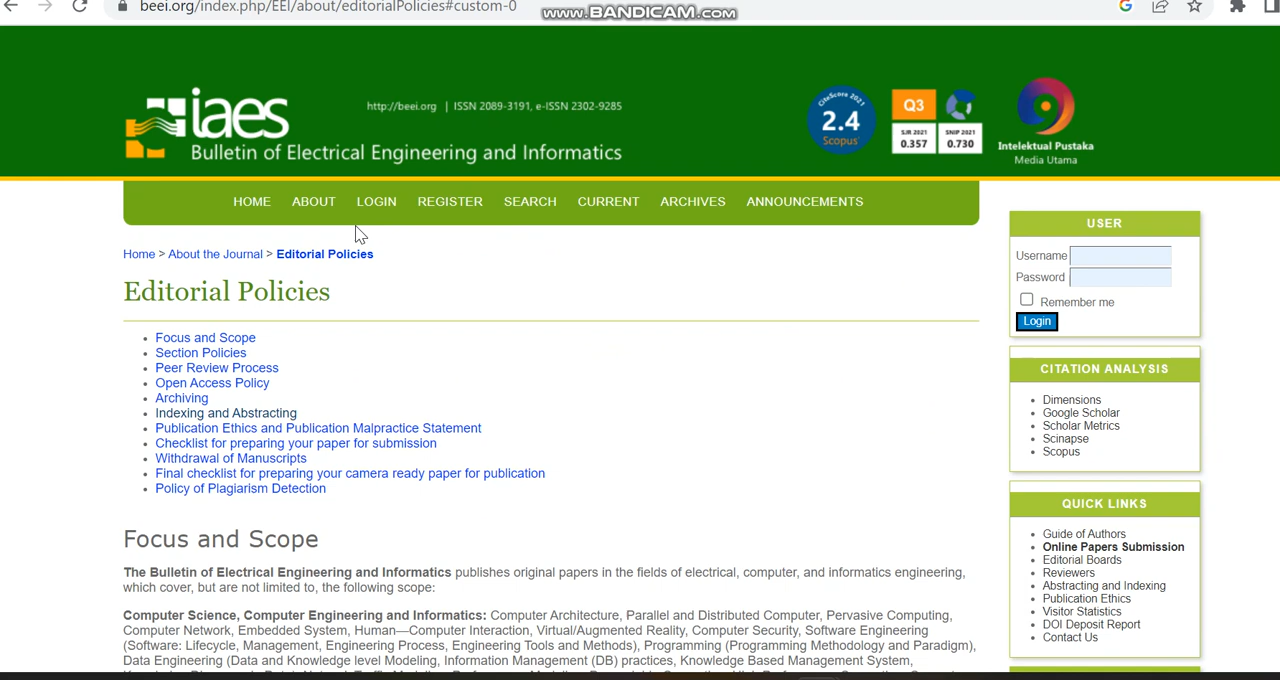 beei.org/index.php/EEI/about/editorialPolicies#custom-0
www.BANDICAM.com
iaes
Bulletin of Electrical Engineering and Informatics
http://beei.org | ISSN 2089-3191, e-ISSN 2302-9285
CiteScore 2021
2.4
Scopus
Q3
SJR 2021
0.357
SNIP 2021
0.730
Intelektual Pustaka
Media Utama
HOME ABOUT LOGIN REGISTER SEARCH CURRENT ARCHIVES ANNOUNCEMENTS
Home > About the Journal > Editorial Policies
Editorial Policies
Focus and Scope
Section Policies
Peer Review Process
Open Access Policy
Archiving
Indexing and Abstracting
Publication Ethics and Publication Malpractice Statement
Checklist for preparing your paper for submission
Withdrawal of Manuscripts
Final checklist for preparing your camera ready paper for publication
Policy of Plagiarism Detection
Focus and Scope
The Bulletin of Electrical Engineering and Informatics publishes original papers in the fields of electrical, computer, and informatics engineering,
which cover, but are not limited to, the following scope:
Computer Science, Computer Engineering and Informatics: Computer Architecture, Parallel and Distributed Computer, Pervasive Computing,
Computer Network, Embedded System, Human—Computer Interaction, Virtual/Augmented Reality, Computer Security, Software Engineering
(Software: Lifecycle, Management, Engineering Process, Engineering Tools and Methods), Programming (Programming Methodology and Paradigm),
Data Engineering (Data and Knowledge level Modeling, Information Management (DB) practices, Knowledge Based Management System,
USER
Username
Password
Remember me
Login
CITATION ANALYSIS
Dimensions
Google Scholar
Scholar Metrics
Scinapse
Scopus
QUICK LINKS
Guide of Authors
Online Papers Submission
Editorial Boards
Reviewers
Abstracting and Indexing
Publication Ethics
Visitor Statistics
DOI Deposit Report
Contact Us